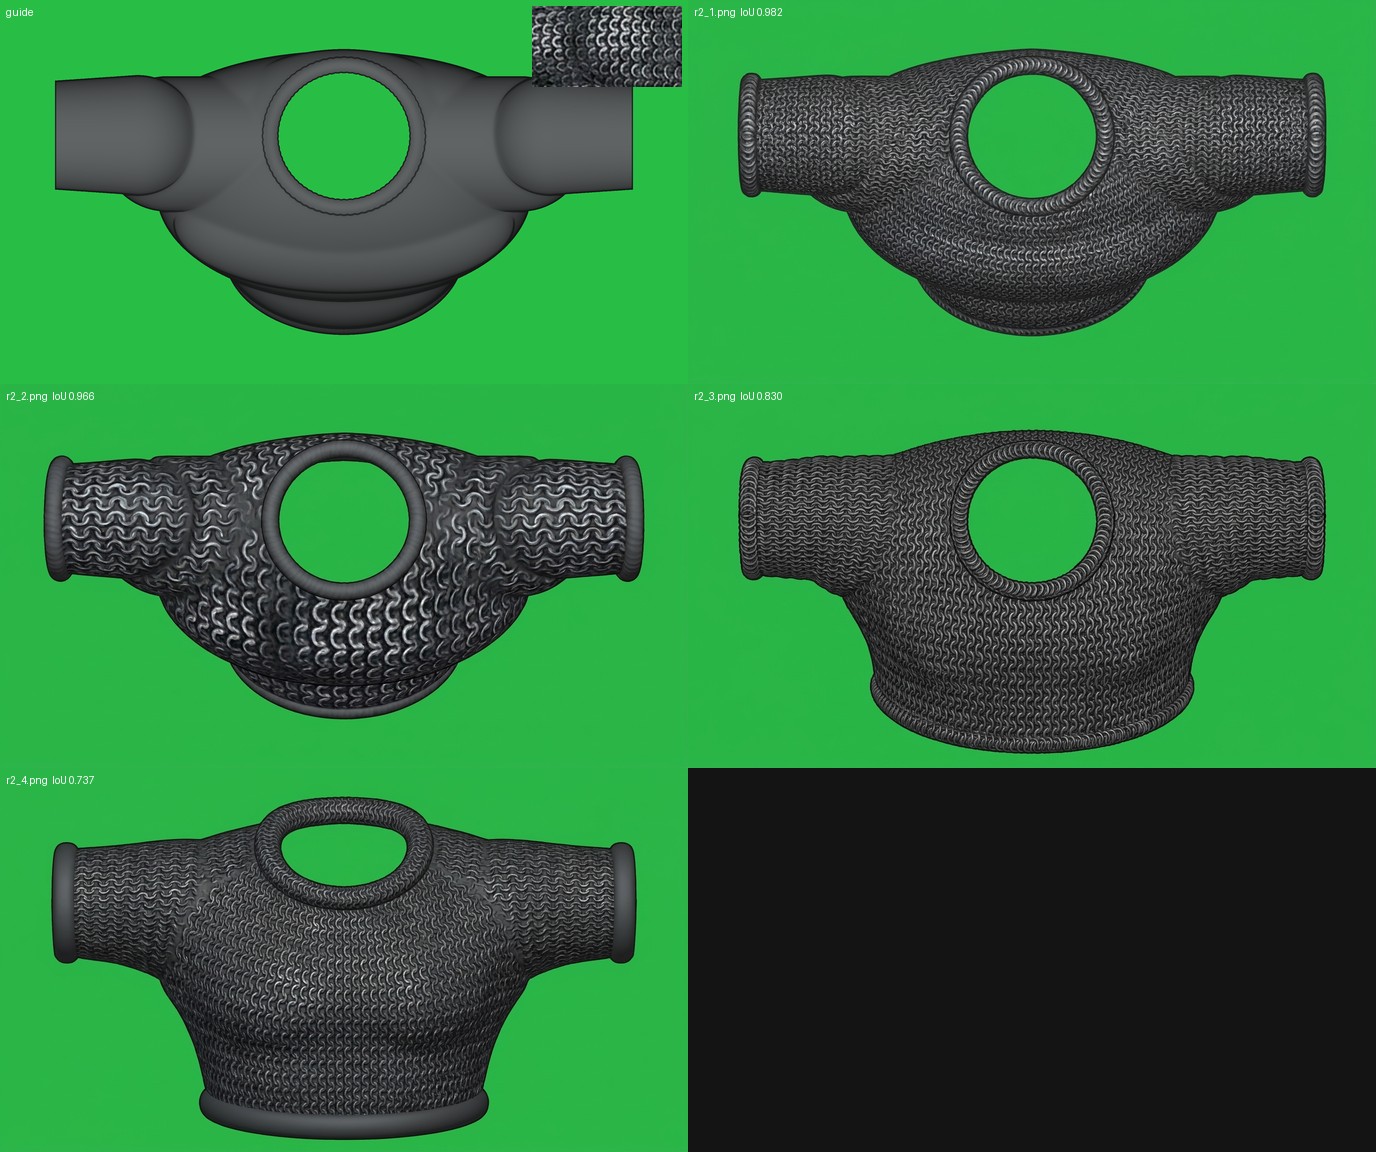 guide
r2_1.png IoU 0.982
r2_2.png IoU 0.966
r2_3.png IoU 0.830
r2_4.png IoU 0.737